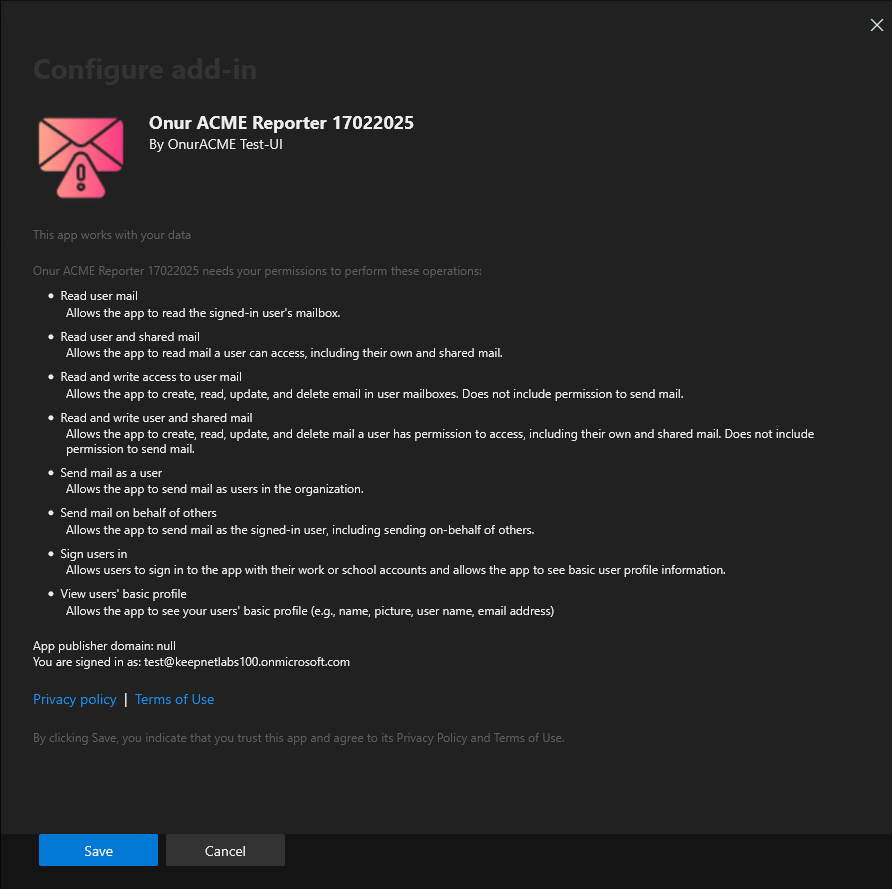 Configure add-in
Onur ACME Reporter 17022025
By OnurACME Test-UI
This app works with your data
Onur ACME Reporter 17022025 needs your permissions to perform these operations:
• Read user mail
Allows the app to read the signed-in user's mailbox.
• Read user and shared mail
Allows the app to read mail a user can access, including their own and shared mail.
• Read and write access to user mail
Allows the app to create, read, update, and delete email in user mailboxes. Does not include permission to send mail.
• Read and write user and shared mail
Allows the app to create, read, update, and delete mail a user has permission to access, including their own and shared mail. Does not include
permission to send mail.
• Send mail as a user
Allows the app to send mail as users in the organization.
• Send mail on behalf of others
Allows the app to send mail as the signed-in user, including sending on-behalf of others.
• Sign users in
Allows users to sign in to the app with their work or school accounts and allows the app to see basic user profile information.
• View users' basic profile
Allows the app to see your users' basic profile (e.g., name, picture, user name, email address)
App publisher domain: null
You are signed in as: test@keepnetlabs100.onmicrosoft.com
Privacy policy | Terms of Use
By clicking Save, you indicate that you trust this app and agree to its Privacy Policy and Terms of Use.
Save Cancel